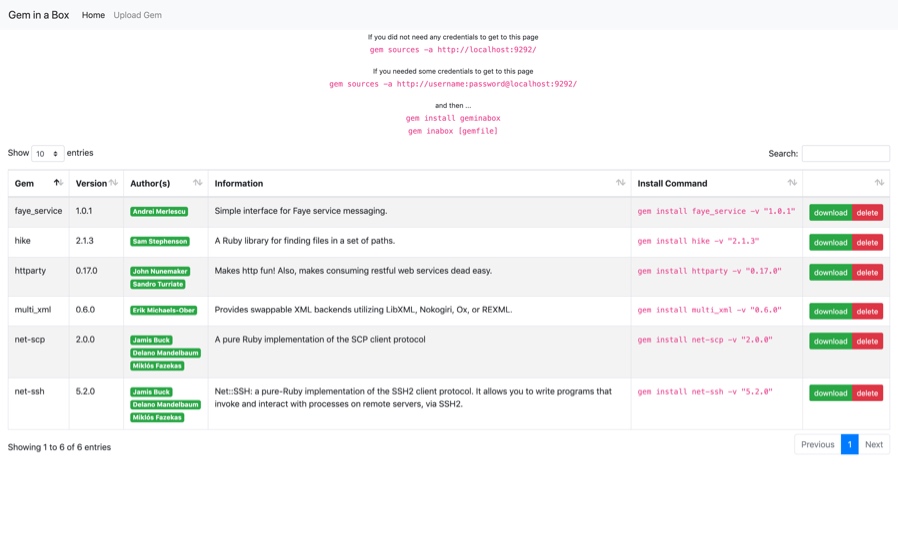 Gem in a Box Home Upload Gem
If you did not need any credentials to get to this page
gem sources -a http://localhost:9292/
If you needed some credentials to get to this page
gem sources -a http://username:password@localhost:9292/
and then ...
gem install geminabox
gem inabox [gemfile]
Show 10 entries Search:
Gem Version Author(s) Information Install Command
faye_service 1.0.1 Andrei Merlescu Simple interface for Faye service messaging. gem install faye_service -v "1.0.1" download delete
hike 2.1.3 Sam Stephenson A Ruby library for finding files in a set of paths. gem install hike -v "2.1.3" download delete
httparty 0.17.0 John Nunemaker Makes http fun! Also, makes consuming restful web services dead easy. gem install httparty -v "0.17.0" download delete
Sandro Turriate
multi_xml 0.6.0 Erik Michaels-Ober Provides swappable XML backends utilizing LibXML, Nokogiri, Ox, or REXML. gem install multi_xml -v "0.6.0" download delete
net-scp 2.0.0 Jamis Buck A pure Ruby implementation of the SCP client protocol gem install net-scp -v "2.0.0" download delete
Delano Mandelbaum
Miklós Fazekas
net-ssh 5.2.0 Jamis Buck Net::SSH: a pure-Ruby implementation of the SSH2 client protocol. It allows you to write programs that gem install net-ssh -v "5.2.0" download delete
Delano Mandelbaum invoke and interact with processes on remote servers, via SSH2.
Miklós Fazekas
Showing 1 to 6 of 6 entries Previous 1 Next